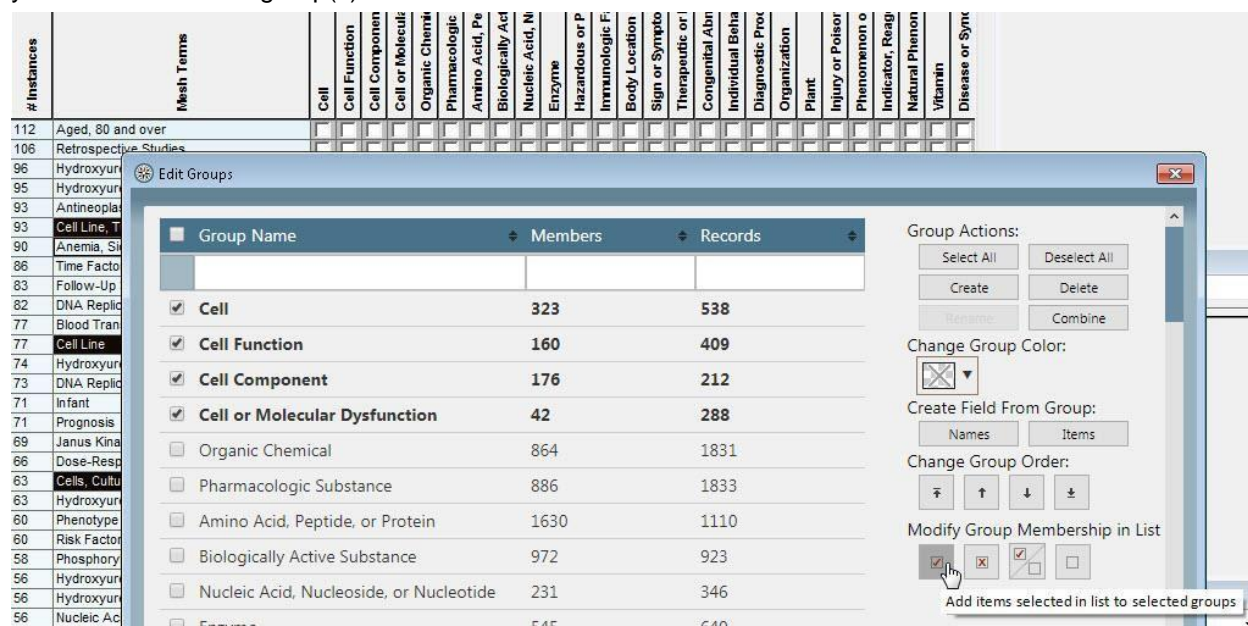 # Instances
Mesh Terms
Cell
Cell Function
Cell Componen
Cell or Molecula
Organic Chemi
Pharmacologic
Amino Acid, Pe
Biologically Act
Nucleic Acid, N
Enzyme
Hazardous or P
Immunologic F
Body Location
Sign or Sympto
Therapeutic or
Congenital Abn
Individual Beha
Diagnostic Proc
Organization
Plant
Injury or Poison
Phenomenon o
Indicator, Reag
Natural Phenon
Vitamin
Disease or Sync
112 Aged, 80 and over
106 Retrospective Studies
96 Hydroxyur
95 Hydroxyur
93 Antineopla
93 Cell Line, T
90 Anemia, Si
86 Time Facto
83 Follow-Up
82 DNA Replic
77 Blood Tran
77 Cell Line
74 Hydroxyur
73 DNA Replic
71 Infant
71 Prognosis
69 Janus Kina
66 Dose-Resp
63 Cells, Cultu
63 Hydroxyur
60 Phenotype
60 Risk Factor
58 Phosphory
56 Hydroxyur
56 Hydroxyur
56 Nucleic Ac
Edit Groups
Group Name Members Records
Cell 323 538
Cell Function 160 409
Cell Component 176 212
Cell or Molecular Dysfunction 42 288
Organic Chemical 864 1831
Pharmacologic Substance 886 1833
Amino Acid, Peptide, or Protein 1630 1110
Biologically Active Substance 972 923
Nucleic Acid, Nucleoside, or Nucleotide 231 346
Group Actions:
Select All Deselect All
Create Delete
Rename Combine
Change Group Color:
Create Field From Group:
Names Items
Change Group Order:
Modify Group Membership in List
Add items selected in list to selected groups